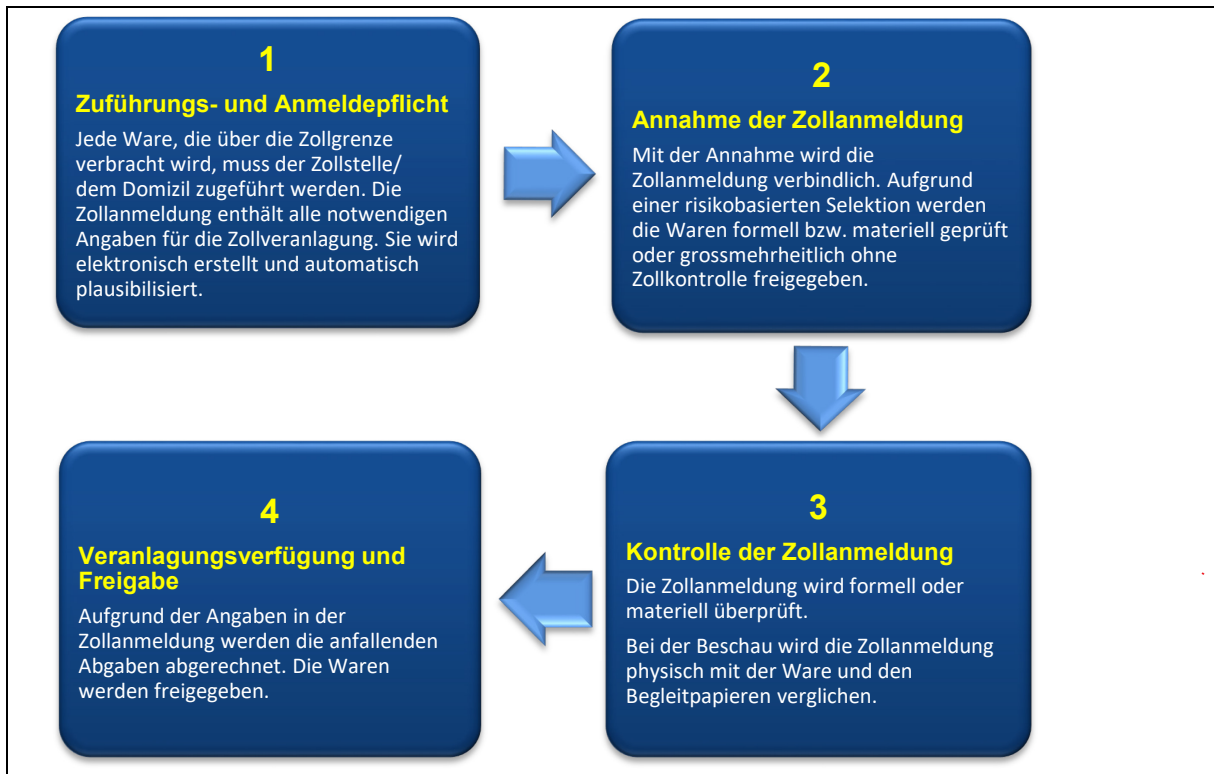 1
Zuführungs- und Anmeldepflicht
Jede Ware, die über die Zollgrenze
verbracht wird, muss der Zollstelle/
dem Domizil zugeführt werden. Die
Zollanmeldung enthält alle notwendigen
Angaben für die Zollveranlagung. Sie wird
elektronisch erstellt und automatisch
plausibilisiert.
2
Annahme der Zollanmeldung
Mit der Annahme wird die
Zollanmeldung verbindlich. Aufgrund
einer risikobasierten Selektion werden
die Waren formell bzw. materiell geprüft
oder grossmehrheitlich ohne
Zollkontrolle freigegeben.
3
Kontrolle der Zollanmeldung
Die Zollanmeldung wird formell oder
materiell überprüft.
Bei der Beschau wird die Zollanmeldung
physisch mit der Ware und den
Begleitpapieren verglichen.
4
Veranlagungsverfügung und
Freigabe
Aufgrund der Angaben in der
Zollanmeldung werden die anfallenden
Abgaben abgerechnet. Die Waren
werden freigegeben.